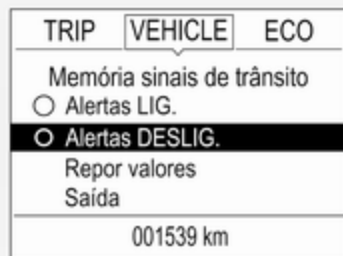 TRIP VEHICLE ECO
Memória sinais de trânsito
Alertas LIG.
Alertas DESLIG.
Repor valores
Saída
001539 km